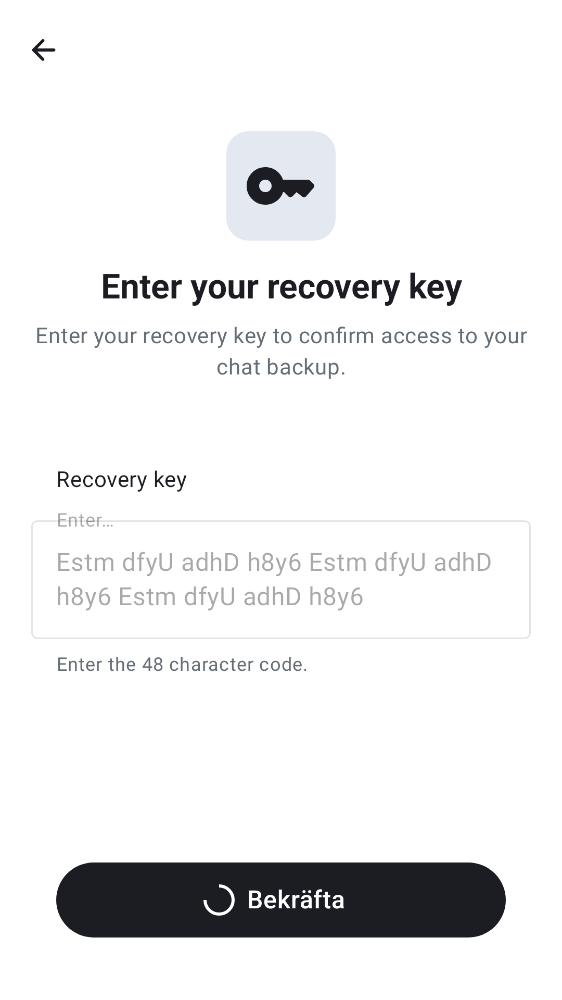 Enter your recovery key
Enter your recovery key to confirm access to your
chat backup.
Recovery key
Enter...
Estm dfyU adhD h8y6 Estm dfyU adhD
h8y6 Estm dfyU adhD h8y6
Enter the 48 character code.
Bekräfta